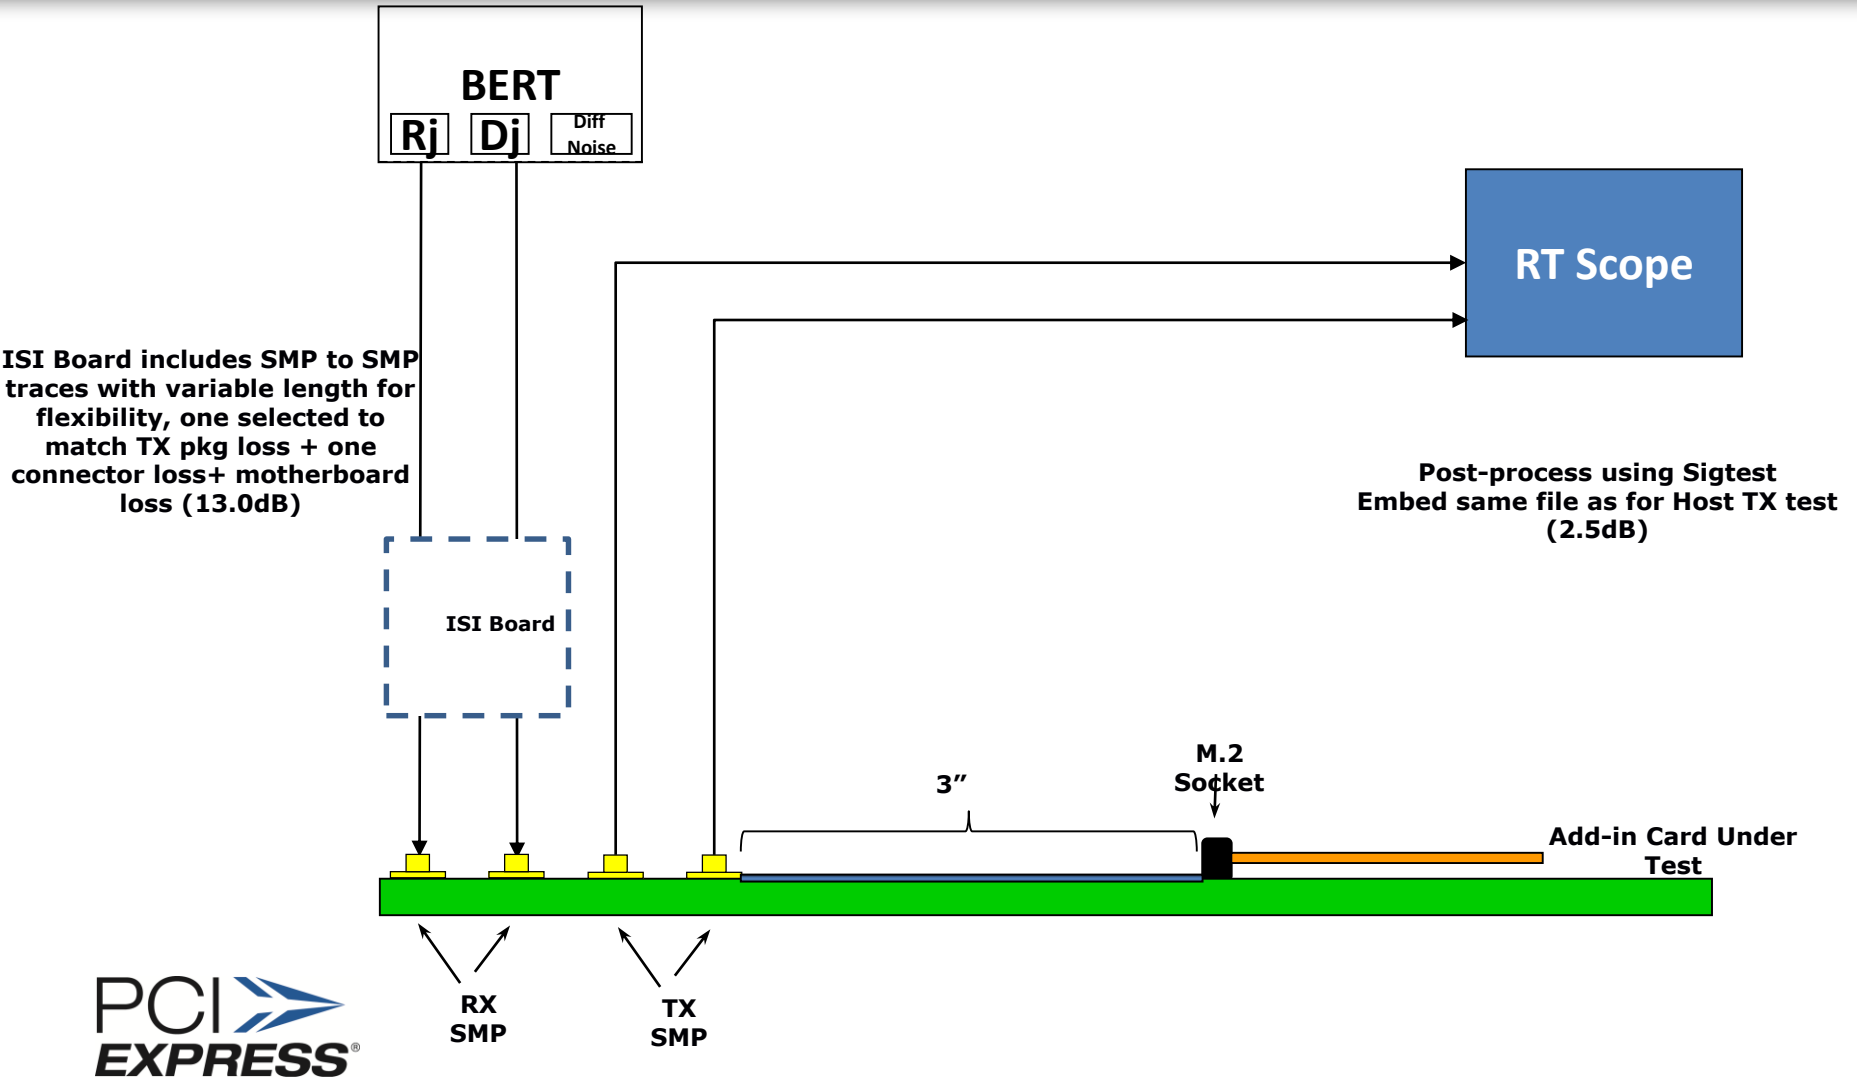 BERT
Rj
Dj
Diff
Noise
RT Scope
ISI Board includes SMP to SMP
traces with variable length for
flexibility, one selected to
match TX pkg loss + one
connector loss+ motherboard
loss (13.0dB)
Post-process using Sigtest
Embed same file as for Host TX test
(2.5dB)
ISI Board
M.2
Socket
3”
Add-in Card Under
Test
RX
SMP
TX
SMP
PCI
EXPRESS®